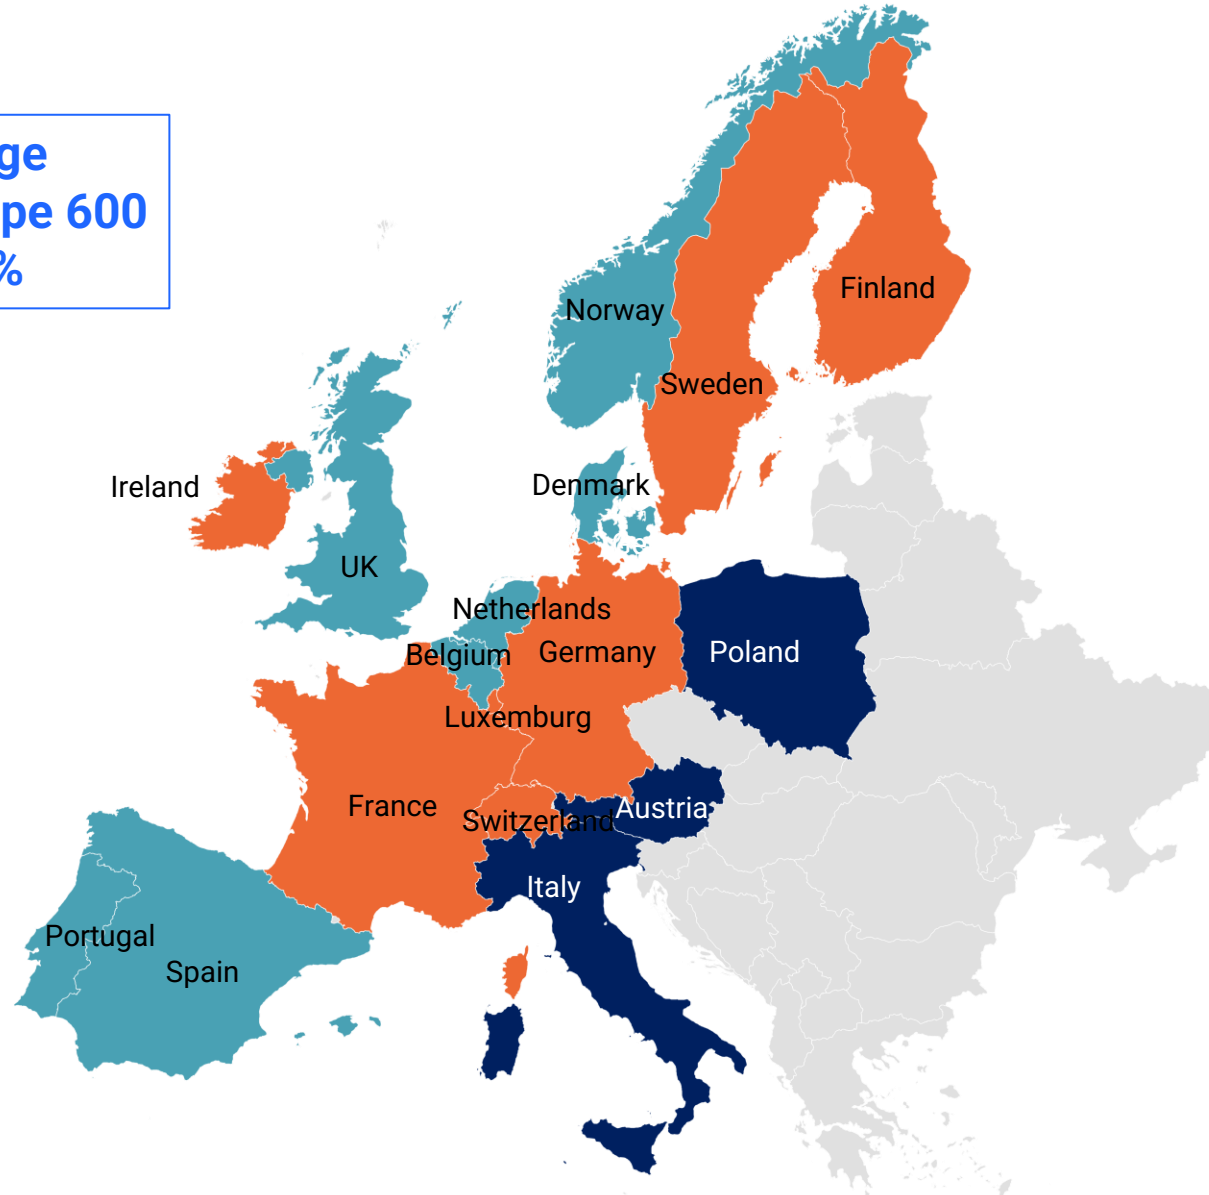 ge
pe 600
%
Norway
Finland
Sweden
Ireland
Denmark
UK
Netherlands
Belgium
Germany
Poland
Luxemburg
France
Switzerland
Austria
Italy
Portugal
Spain